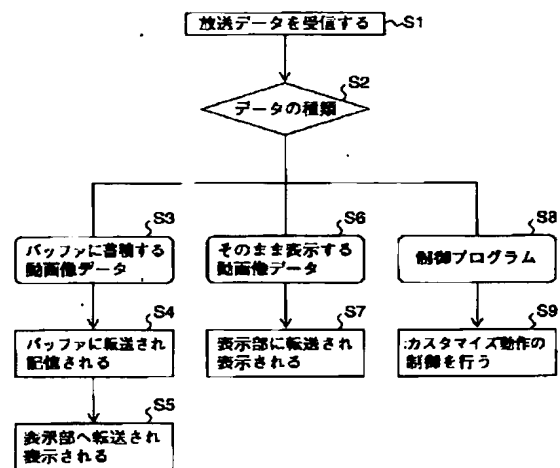 放送データを受信する
S1
S2
データの種類
S3
バッファに蓄積する
動画像データ
S6
そのまま表示する
動画像データ
S8
制御プログラム
S4
バッファに転送され
記憶される
S7
表示部に転送され
表示される
S9
カスタマイズ動作の
制御を行う
S5
表示部へ転送され
表示される